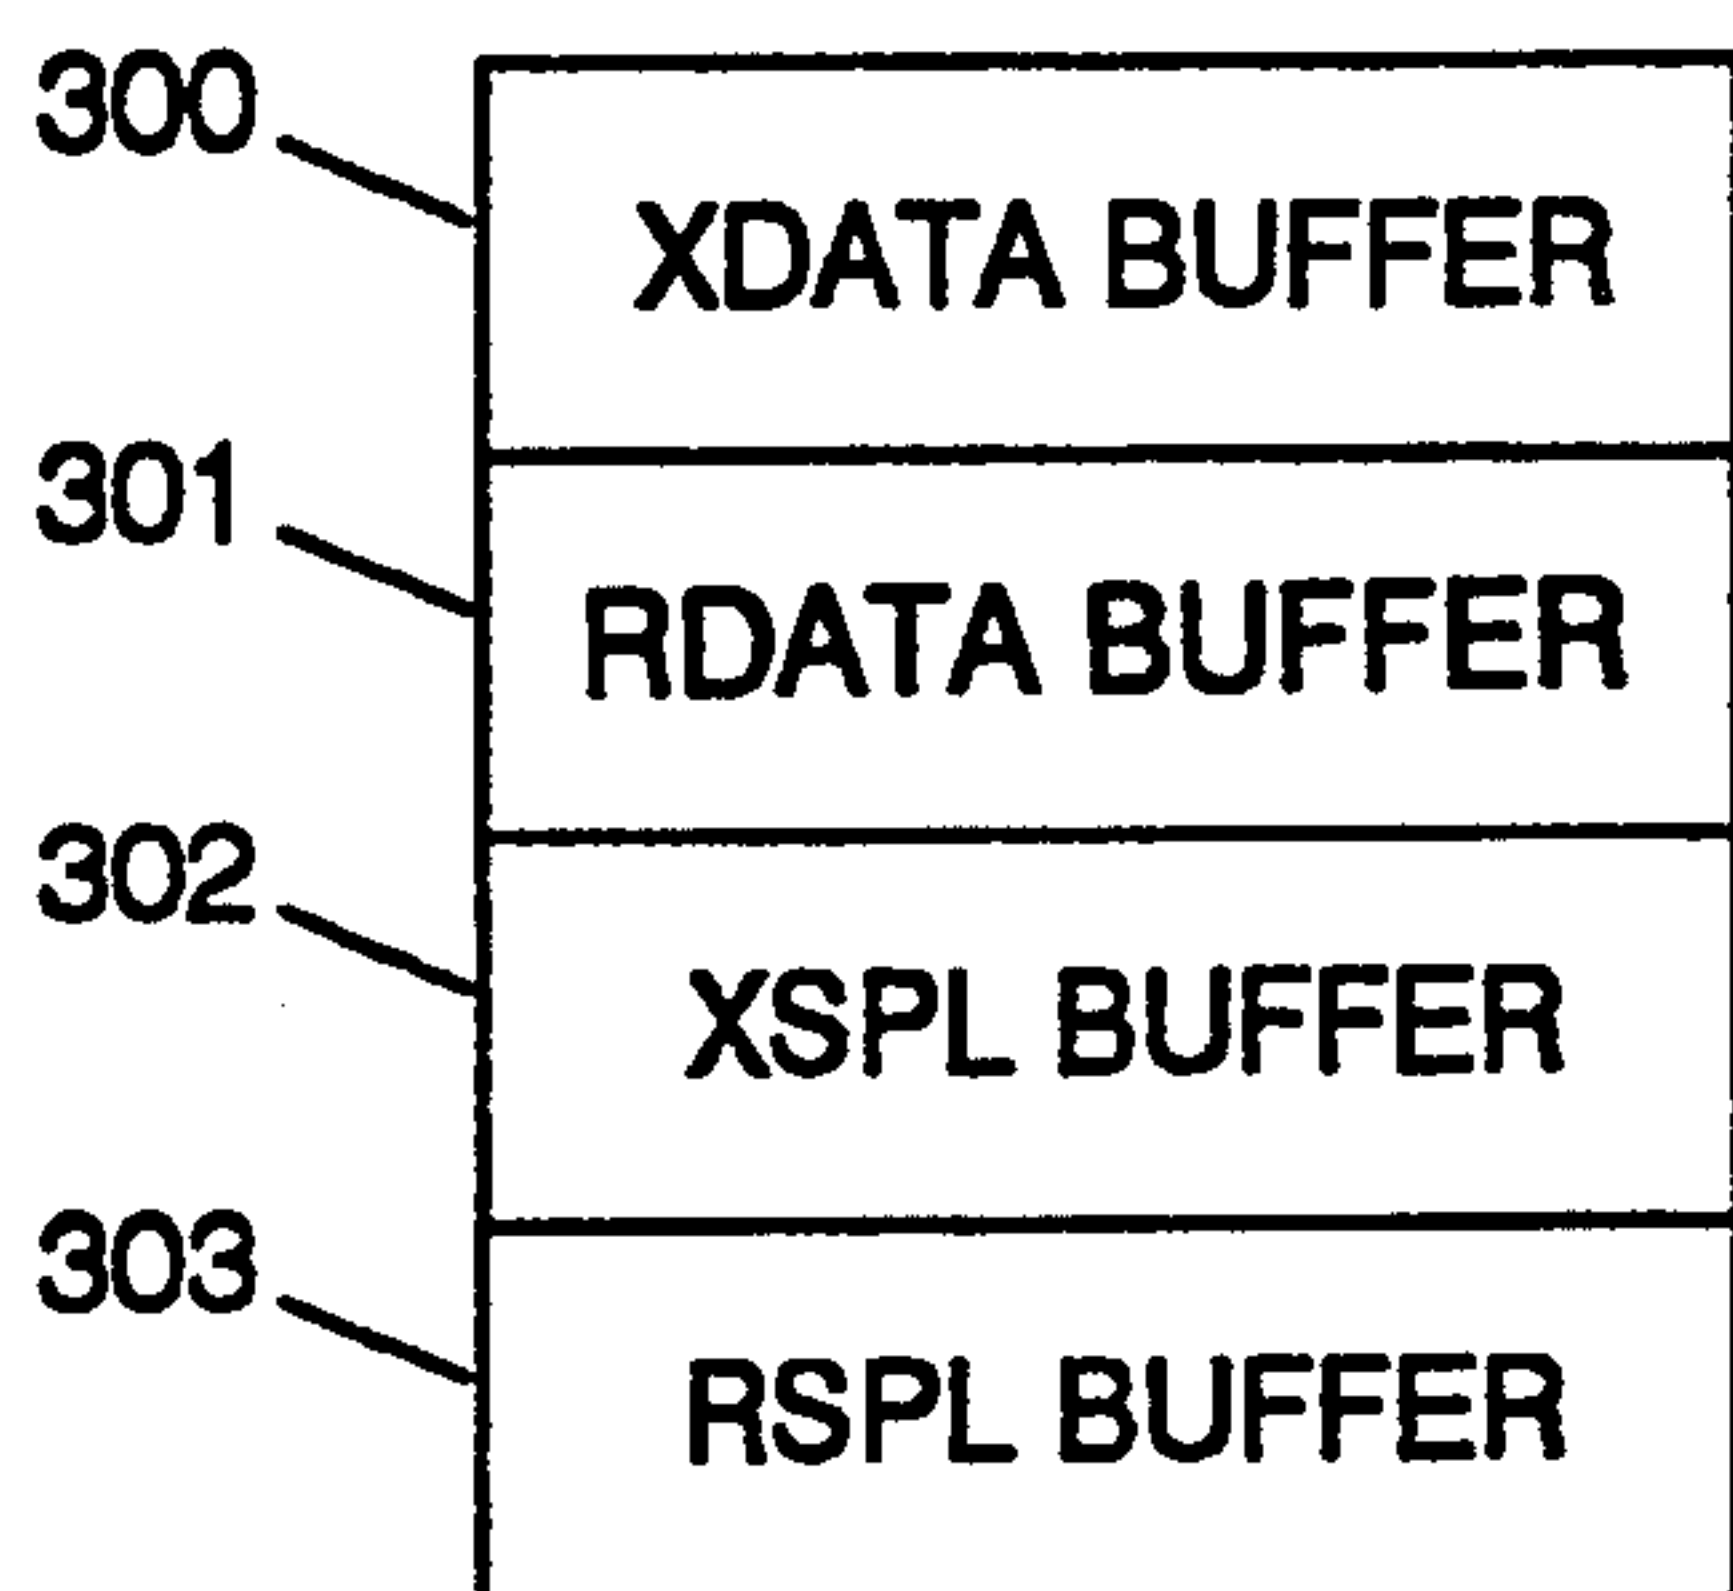 300
XDATA BUFFER
301
RDATA BUFFER
302
XSPL BUFFER
303
RSPL BUFFER